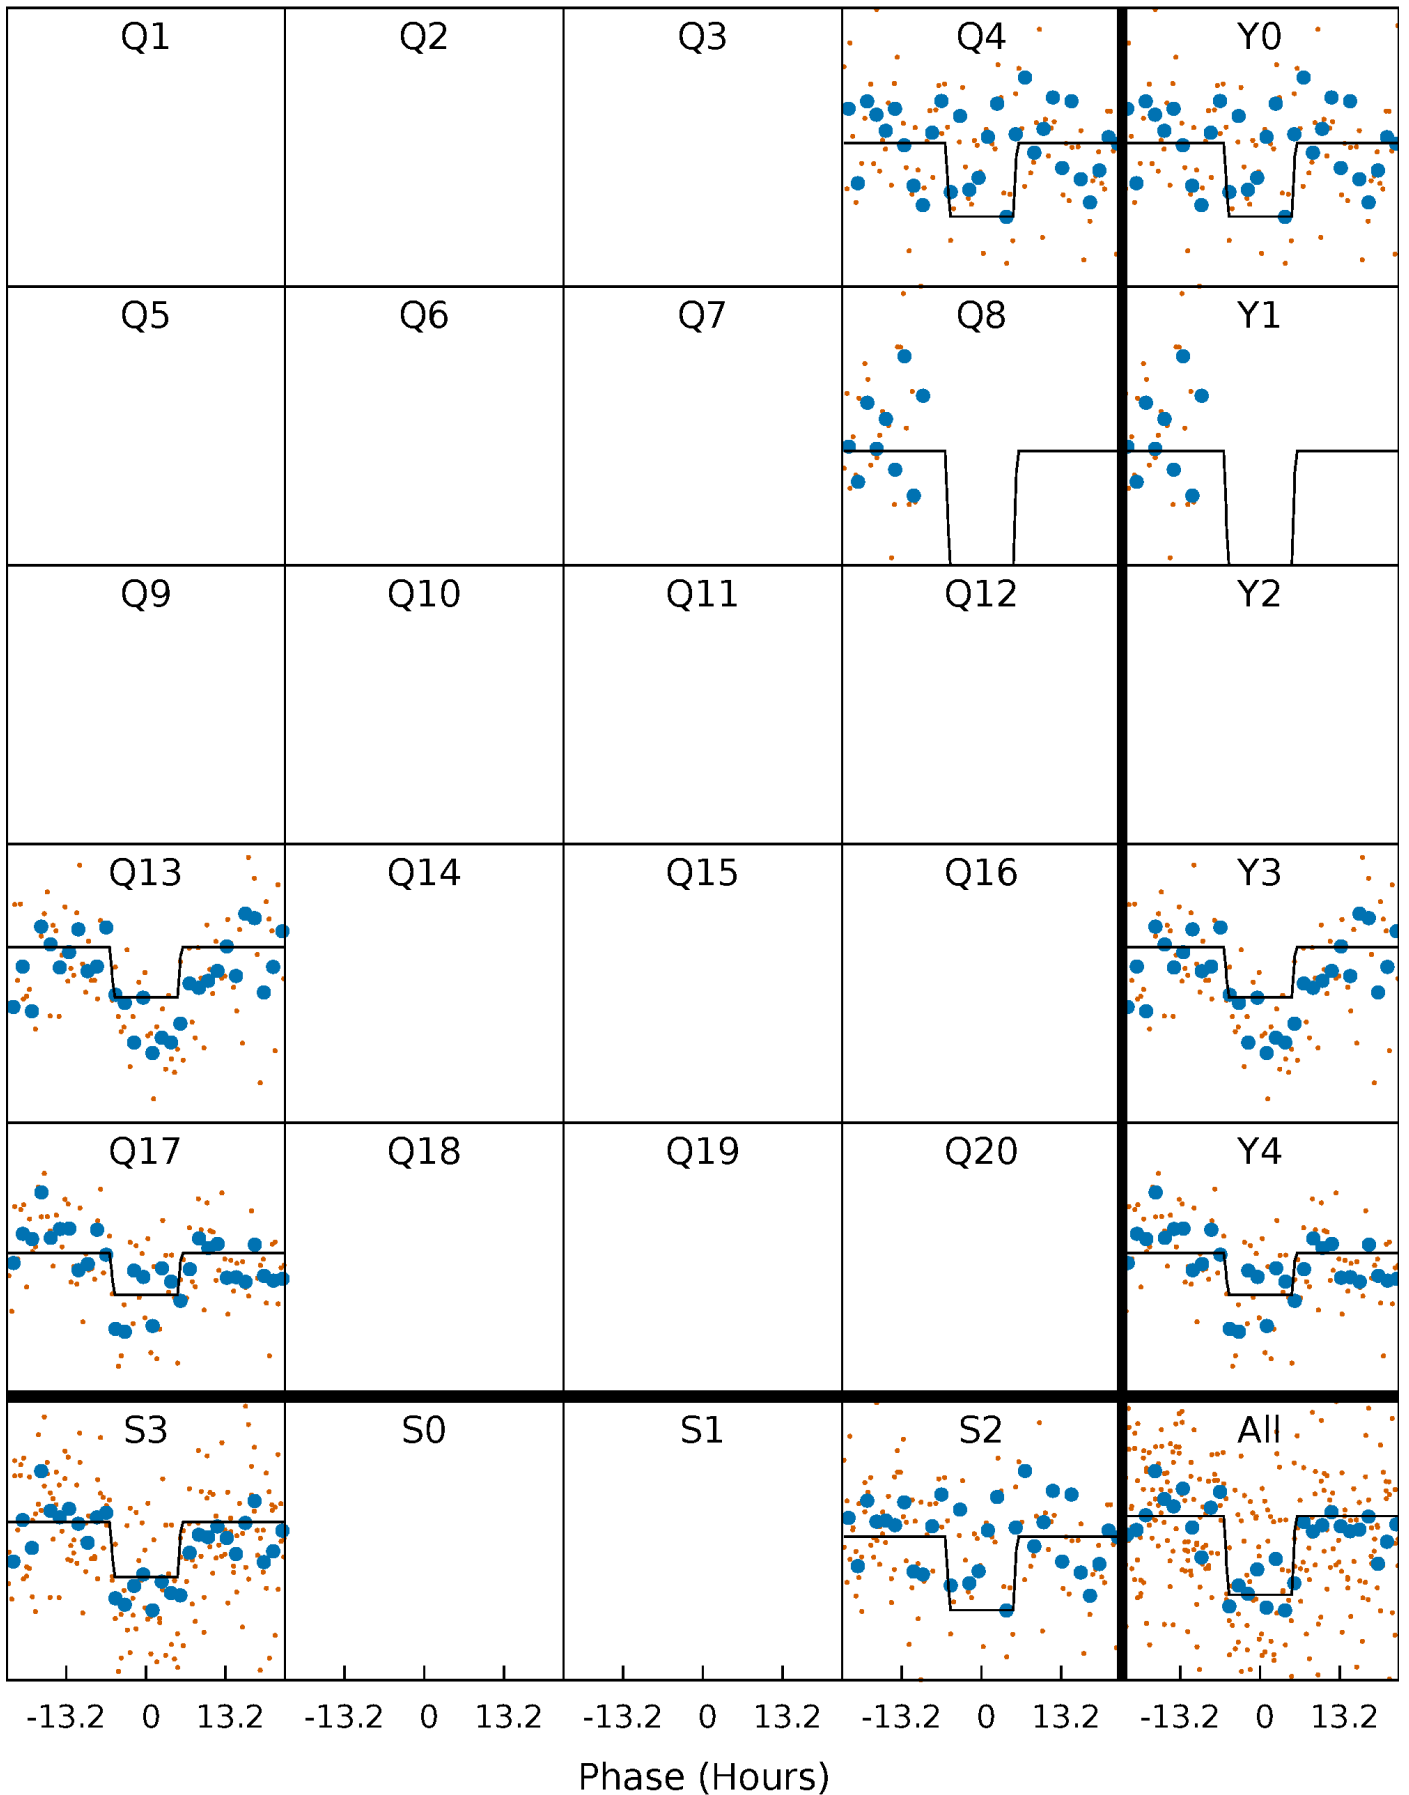 Q1 Q2 Q3 Q4 Y0
Q5 Q6 Q7 Q8 Y1
Q9 Q10 Q11 Q12 Y2
Q13 Q14 Q15 Q16 Y3
Q17 Q18 Q19 Q20 Y4
S3 S0 S1 S2 All
-13.2 0 13.2 -13.2 0 13.2 -13.2 0 13.2 -13.2 0 13.2 -13.2 0 13.2
Phase (Hours)